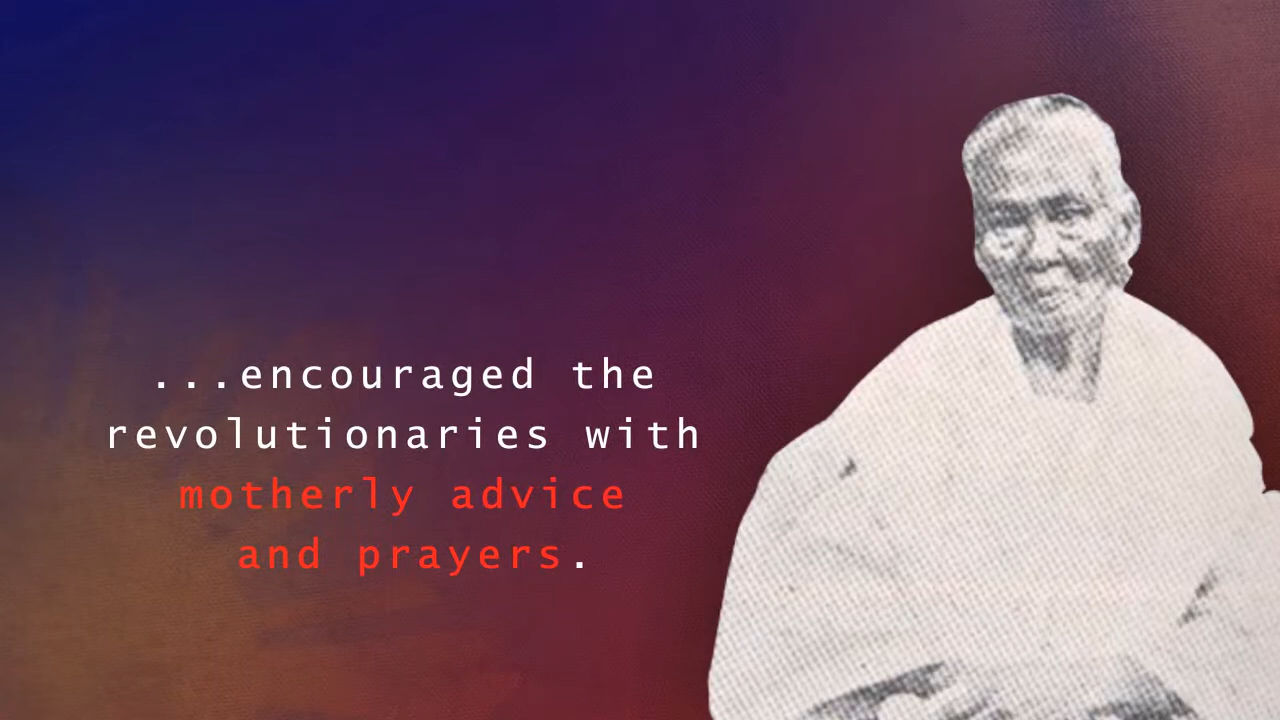 ...encouraged the
revolutionaries with
motherly advice
and prayers.